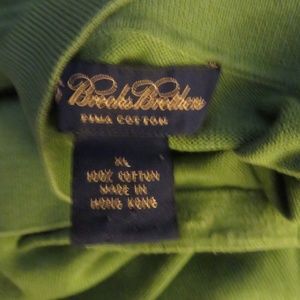 Brooks Brothers
PIMA COTTON
XL
100% COTTON
MADE IN
HONG KONG